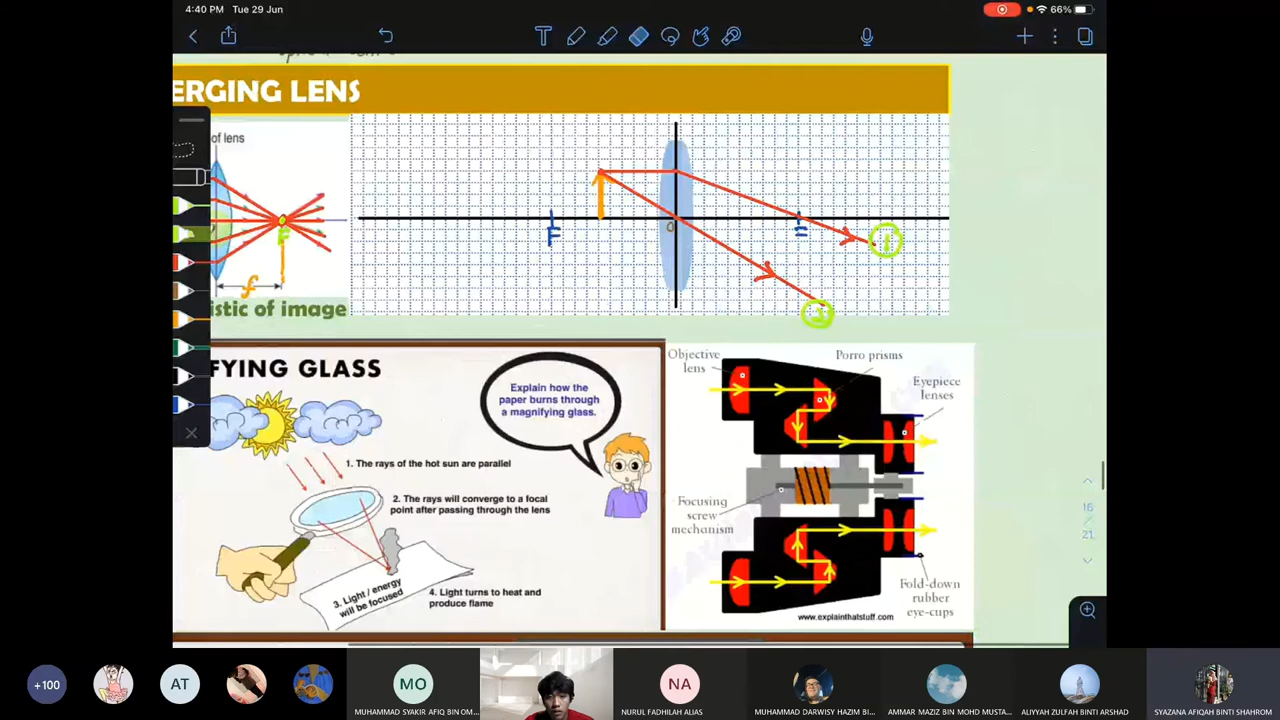 4:40 PM Tue 29 Jun
66%
ERGING LENS
of lens
F
F
F
f
1
2
istic of image
FYING GLASS
Explain how the
paper burns through
a magnifying glass.
1. The rays of the hot sun are parallel
2. The rays will converge to a focal
point after passing through the lens
3. Light / energy
will be focused
4. Light turns to heat and
produce flame
Objective
lens
Porro prisms
Eyepiece
lenses
Focusing
screw
mechanism
Fold-down
rubber
eye-cups
www.explainthatstuff.com
16
21
+100
AT
MO
NA
MUHAMMAD SYAKIR AFIQ BIN OM...
NURUL FADHILAH ALIAS
MUHAMMAD DARWISY HAZIM BI...
AMMAR MAZIZ BIN MOHD MUSTA...
ALIYYAH ZULFAH BINTI ARSHAD
SYAZANA AFIQAH BINTI SHAHROM